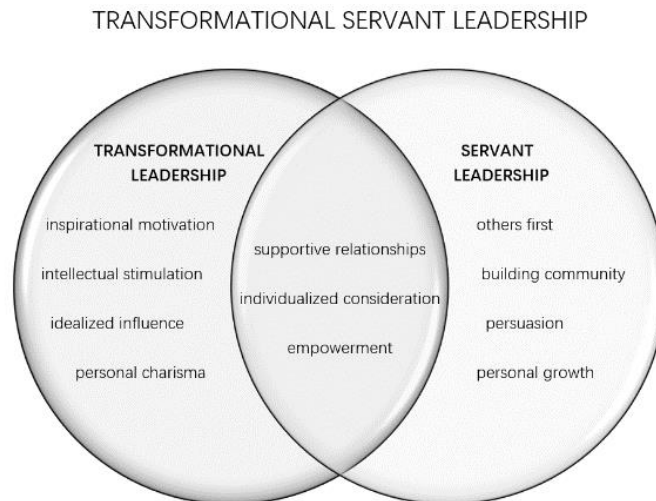 TRANSFORMATIONAL SERVANT LEADERSHIP
TRANSFORMATIONAL
LEADERSHIP
inspirational motivation
intellectual stimulation
idealized influence
personal charisma
supportive relationships
individualized consideration
empowerment
SERVANT
LEADERSHIP
others first
building community
persuasion
personal growth